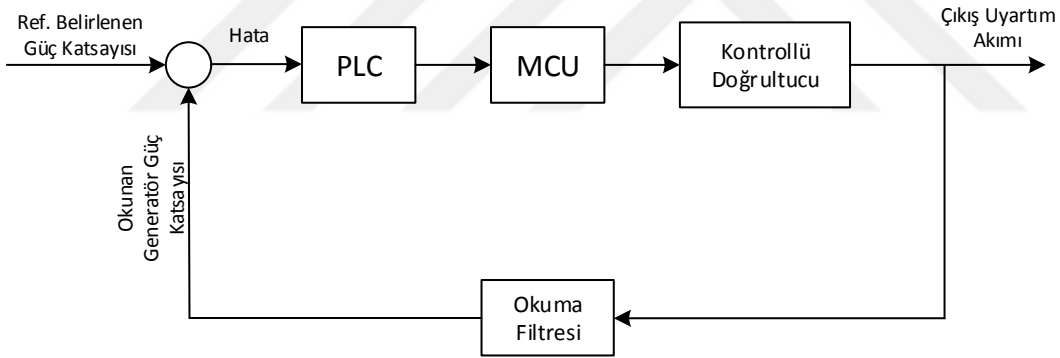 Ref. Belirlenen
Güç Katsayısı
Hata
PLC
MCU
Kontrollü
Doğrultucu
Çıkış Uyartım
Akımı
Okunan
Generatör Güç
Katsayısı
Okuma
Filtresi